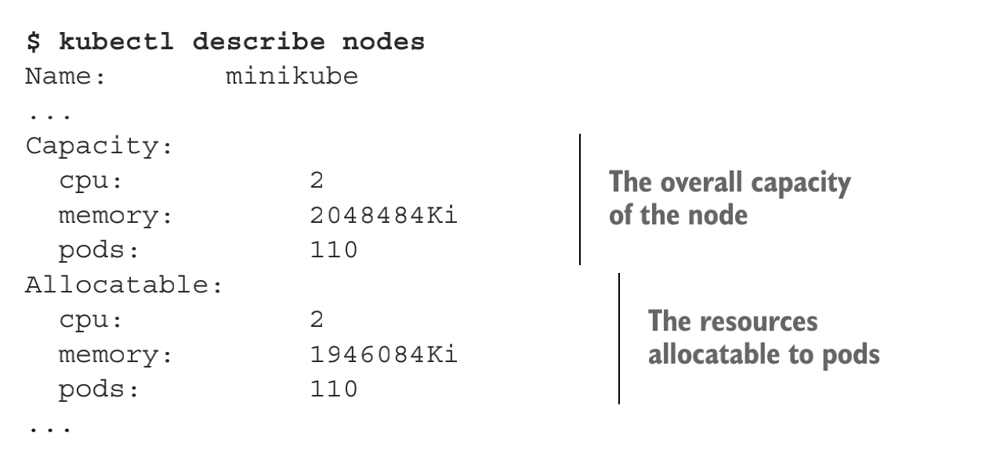 $ kubectl describe nodes
Name: minikube
...
Capacity:
cpu: 2
memory: 2048484Ki
pods: 110
The overall capacity
of the node
Allocatable:
cpu: 2
memory: 1946084Ki
pods: 110
The resources
allocatable to pods
...